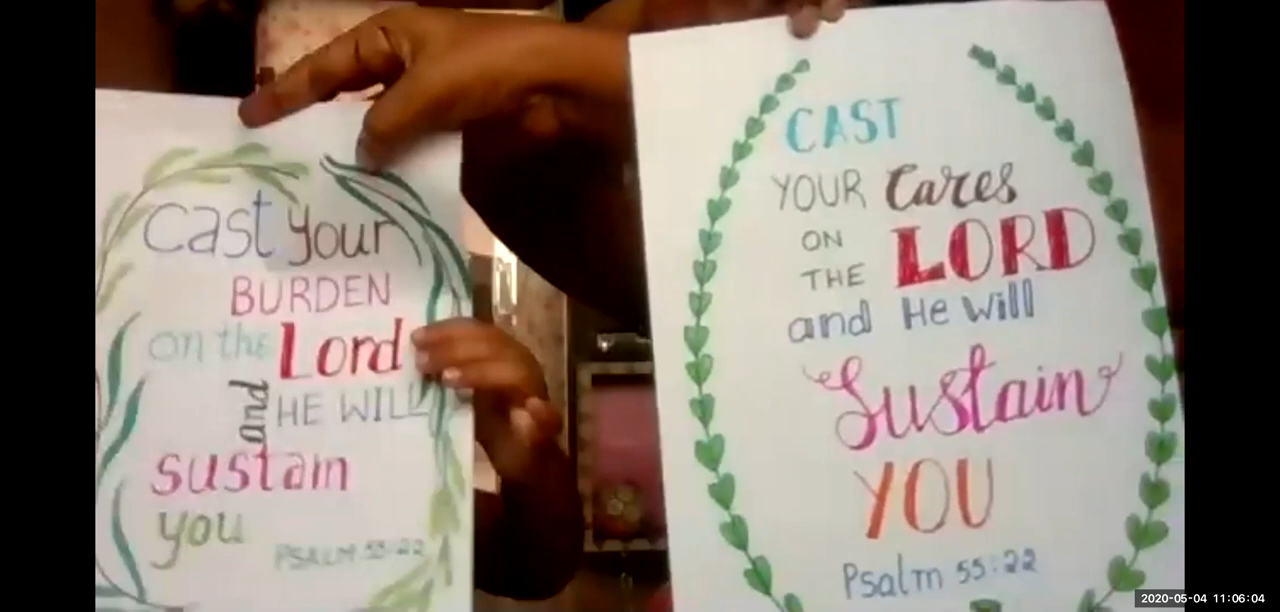 Cast your
BURDEN
on the Lord
and HE WILL
sustain
you
PSALM 55:22
CAST
YOUR Cares
ON
THE LORD
and He will
Sustain
YOU
Psalm 55:22
2020-05-04 11:06:04